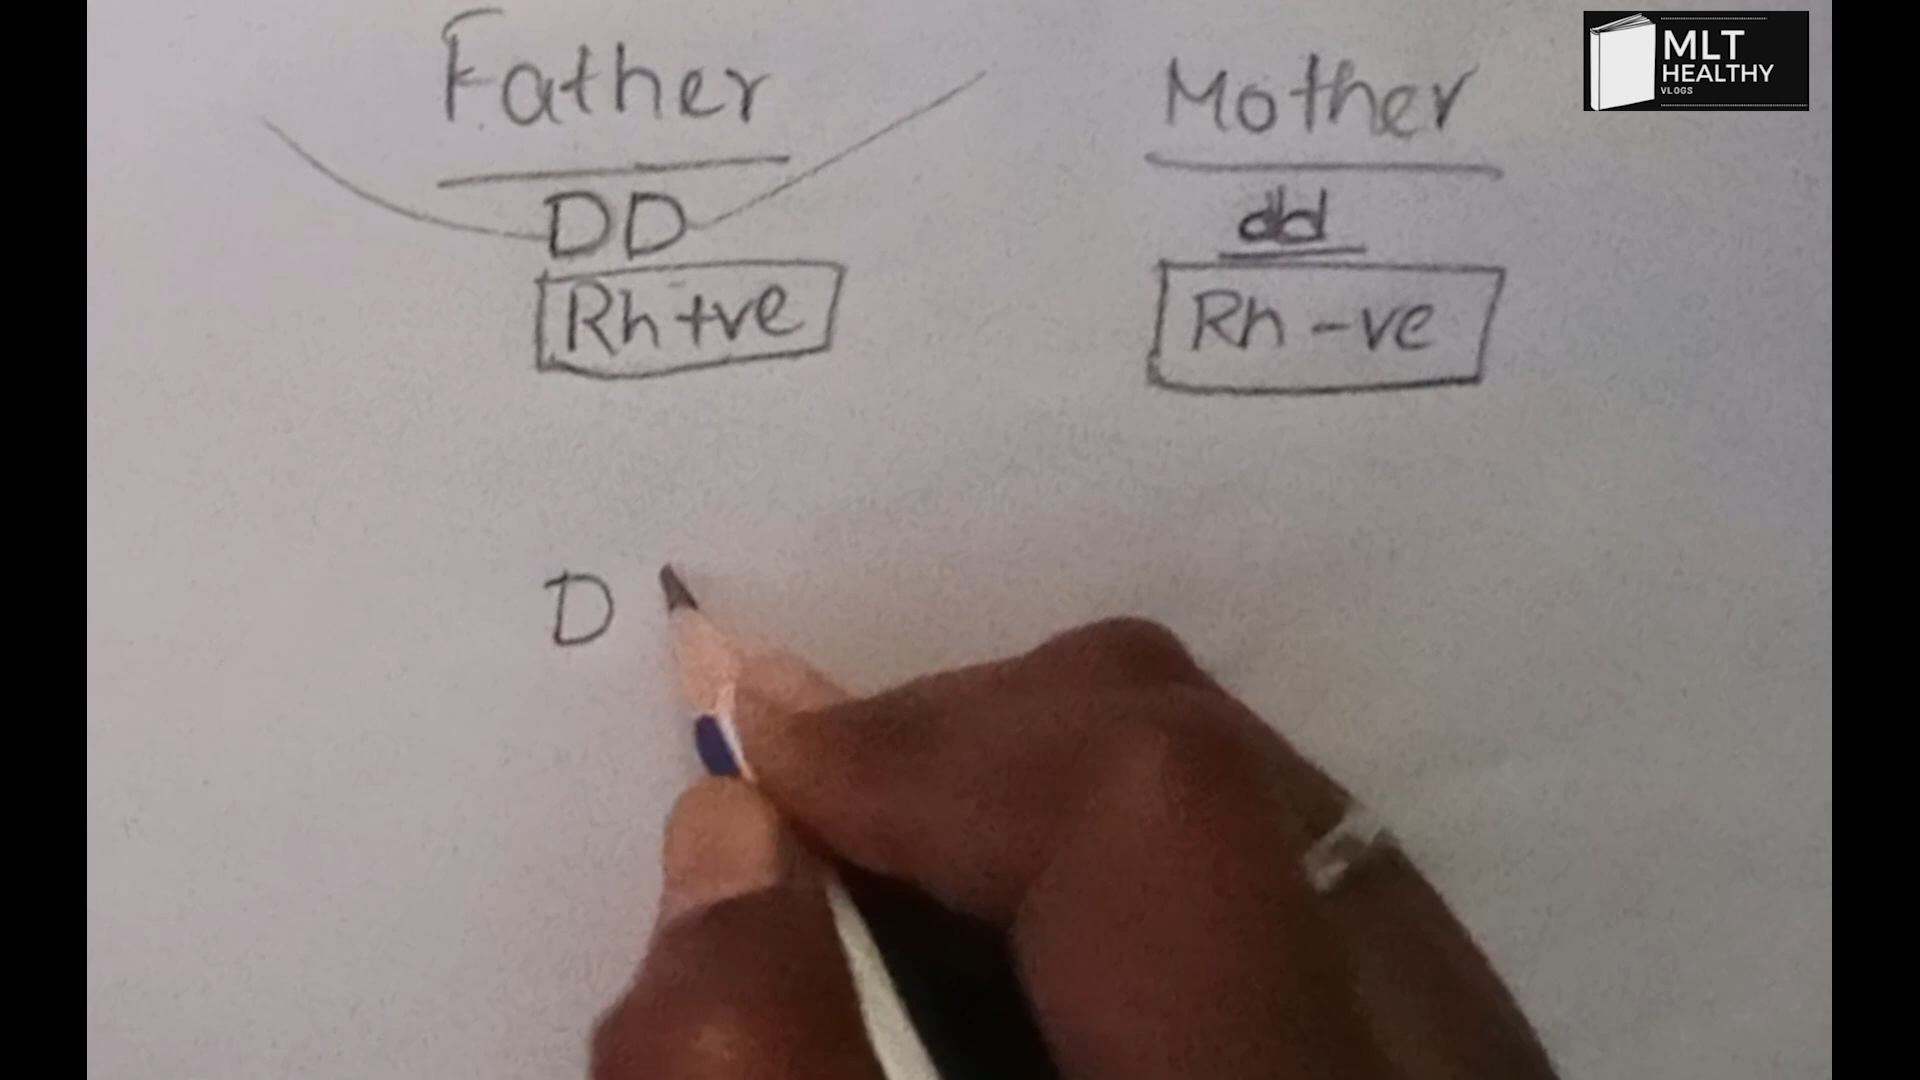 Father Mother
DD dd
Rh+ve Rh-ve
D
MLT
HEALTHY
VLOGS